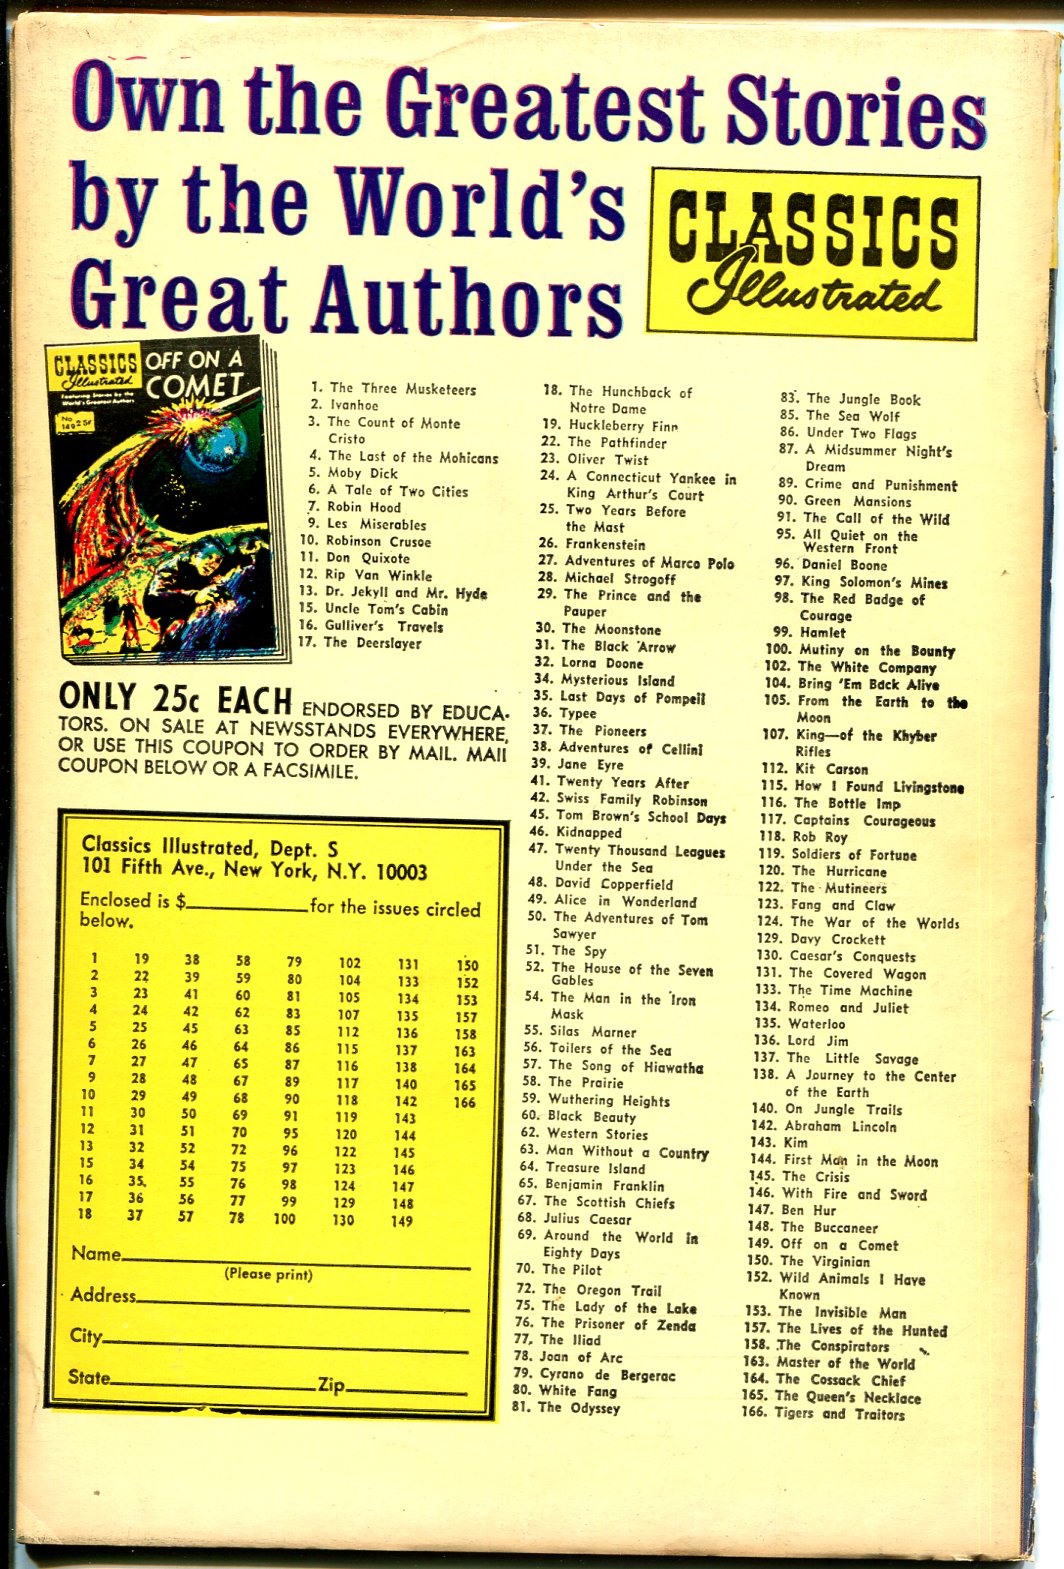 Own the Greatest Stories
by the World's
Great Authors
CLASSICS
Illustrated
CLASSICS
Illustrated
Featuring Stories by the
World's Greatest Authors
OFF ON A
COMET
No.
149
25¢
1. The Three Musketeers
2. Ivanhoe
3. The Count of Monte
Cristo
4. The Last of the Mohicans
5. Moby Dick
6. A Tale of Two Cities
7. Robin Hood
9. Les Miserables
10. Robinson Crusoe
11. Don Quixote
12. Rip Van Winkle
13. Dr. Jekyll and Mr. Hyde
15. Uncle Tom's Cabin
16. Gulliver's Travels
17. The Deerslayer
ONLY 25c EACH ENDORSED BY EDUCA-
TORS. ON SALE AT NEWSSTANDS EVERYWHERE,
OR USE THIS COUPON TO ORDER BY MAIL. MAIL
COUPON BELOW OR A FACSIMILE.
Classics Illustrated, Dept. S
101 Fifth Ave., New York, N.Y. 10003
Enclosed is $ for the issues circled
below.
1 19 38 58 79 102 131 150
2 22 39 59 80 104 133 152
3 23 41 60 81 105 134 153
4 24 42 62 83 107 135 157
5 25 45 63 85 112 136 158
6 26 46 64 86 115 137 163
7 27 47 65 87 116 138 164
9 28 48 67 89 117 140 165
10 29 49 68 90 118 142 166
11 30 50 69 91 119 143
12 31 51 70 95 120 144
13 32 52 72 96 122 145
15 34 54 75 97 123 146
16 35 55 76 98 124 147
17 36 56 77 99 129 148
18 37 57 78 100 130 149
Name
(Please print)
Address
City
State Zip
18. The Hunchback of
Notre Dame
19. Huckleberry Finn
22. The Pathfinder
23. Oliver Twist
24. A Connecticut Yankee in
King Arthur's Court
25. Two Years Before
the Mast
26. Frankenstein
27. Adventures of Marco Polo
28. Michael Strogoff
29. The Prince and the
Pauper
30. The Moonstone
31. The Black Arrow
32. Lorna Doone
34. Mysterious Island
35. Last Days of Pompeii
36. Typee
37. The Pioneers
38. Adventures of Cellini
39. Jane Eyre
41. Twenty Years After
42. Swiss Family Robinson
45. Tom Brown's School Days
46. Kidnapped
47. Twenty Thousand Leagues
Under the Sea
48. David Copperfield
49. Alice in Wonderland
50. The Adventures of Tom
Sawyer
51. The Spy
52. The House of the Seven
Gables
54. The Man in the Iron
Mask
55. Silas Marner
56. Toilers of the Sea
57. The Song of Hiawatha
58. The Prairie
59. Wuthering Heights
60. Black Beauty
62. Western Stories
63. Man Without a Country
64. Treasure Island
65. Benjamin Franklin
67. The Scottish Chiefs
68. Julius Caesar
69. Around the World in
Eighty Days
70. The Pilot
72. The Oregon Trail
75. The Lady of the Lake
76. The Prisoner of Zenda
77. The Iliad
78. Joan of Arc
79. Cyrano de Bergerac
80. White Fang
81. The Odyssey
83. The Jungle Book
85. The Sea Wolf
86. Under Two Flags
87. A Midsummer Night's
Dream
89. Crime and Punishment
90. Green Mansions
91. The Call of the Wild
95. All Quiet on the
Western Front
96. Daniel Boone
97. King Solomon's Mines
98. The Red Badge of
Courage
99. Hamlet
100. Mutiny on the Bounty
102. The White Company
104. Bring 'Em Back Alive
105. From the Earth to the
Moon
107. King—of the Khyber
Rifles
112. Kit Carson
115. How I Found Livingstone
116. The Bottle Imp
117. Captains Courageous
118. Rob Roy
119. Soldiers of Fortune
120. The Hurricane
122. The Mutineers
123. Fang and Claw
124. The War of the Worlds
129. Davy Crockett
130. Caesar's Conquests
131. The Covered Wagon
133. The Time Machine
134. Romeo and Juliet
135. Waterloo
136. Lord Jim
137. The Little Savage
138. A Journey to the Center
of the Earth
140. On Jungle Trails
142. Abraham Lincoln
143. Kim
144. First Man in the Moon
145. The Crisis
146. With Fire and Sword
147. Ben Hur
148. The Buccaneer
149. Off on a Comet
150. The Virginian
152. Wild Animals I Have
Known
153. The Invisible Man
157. The Lives of the Hunted
158. The Conspirators
163. Master of the World
164. The Cossack Chief
165. The Queen's Necklace
166. Tigers and Traitors